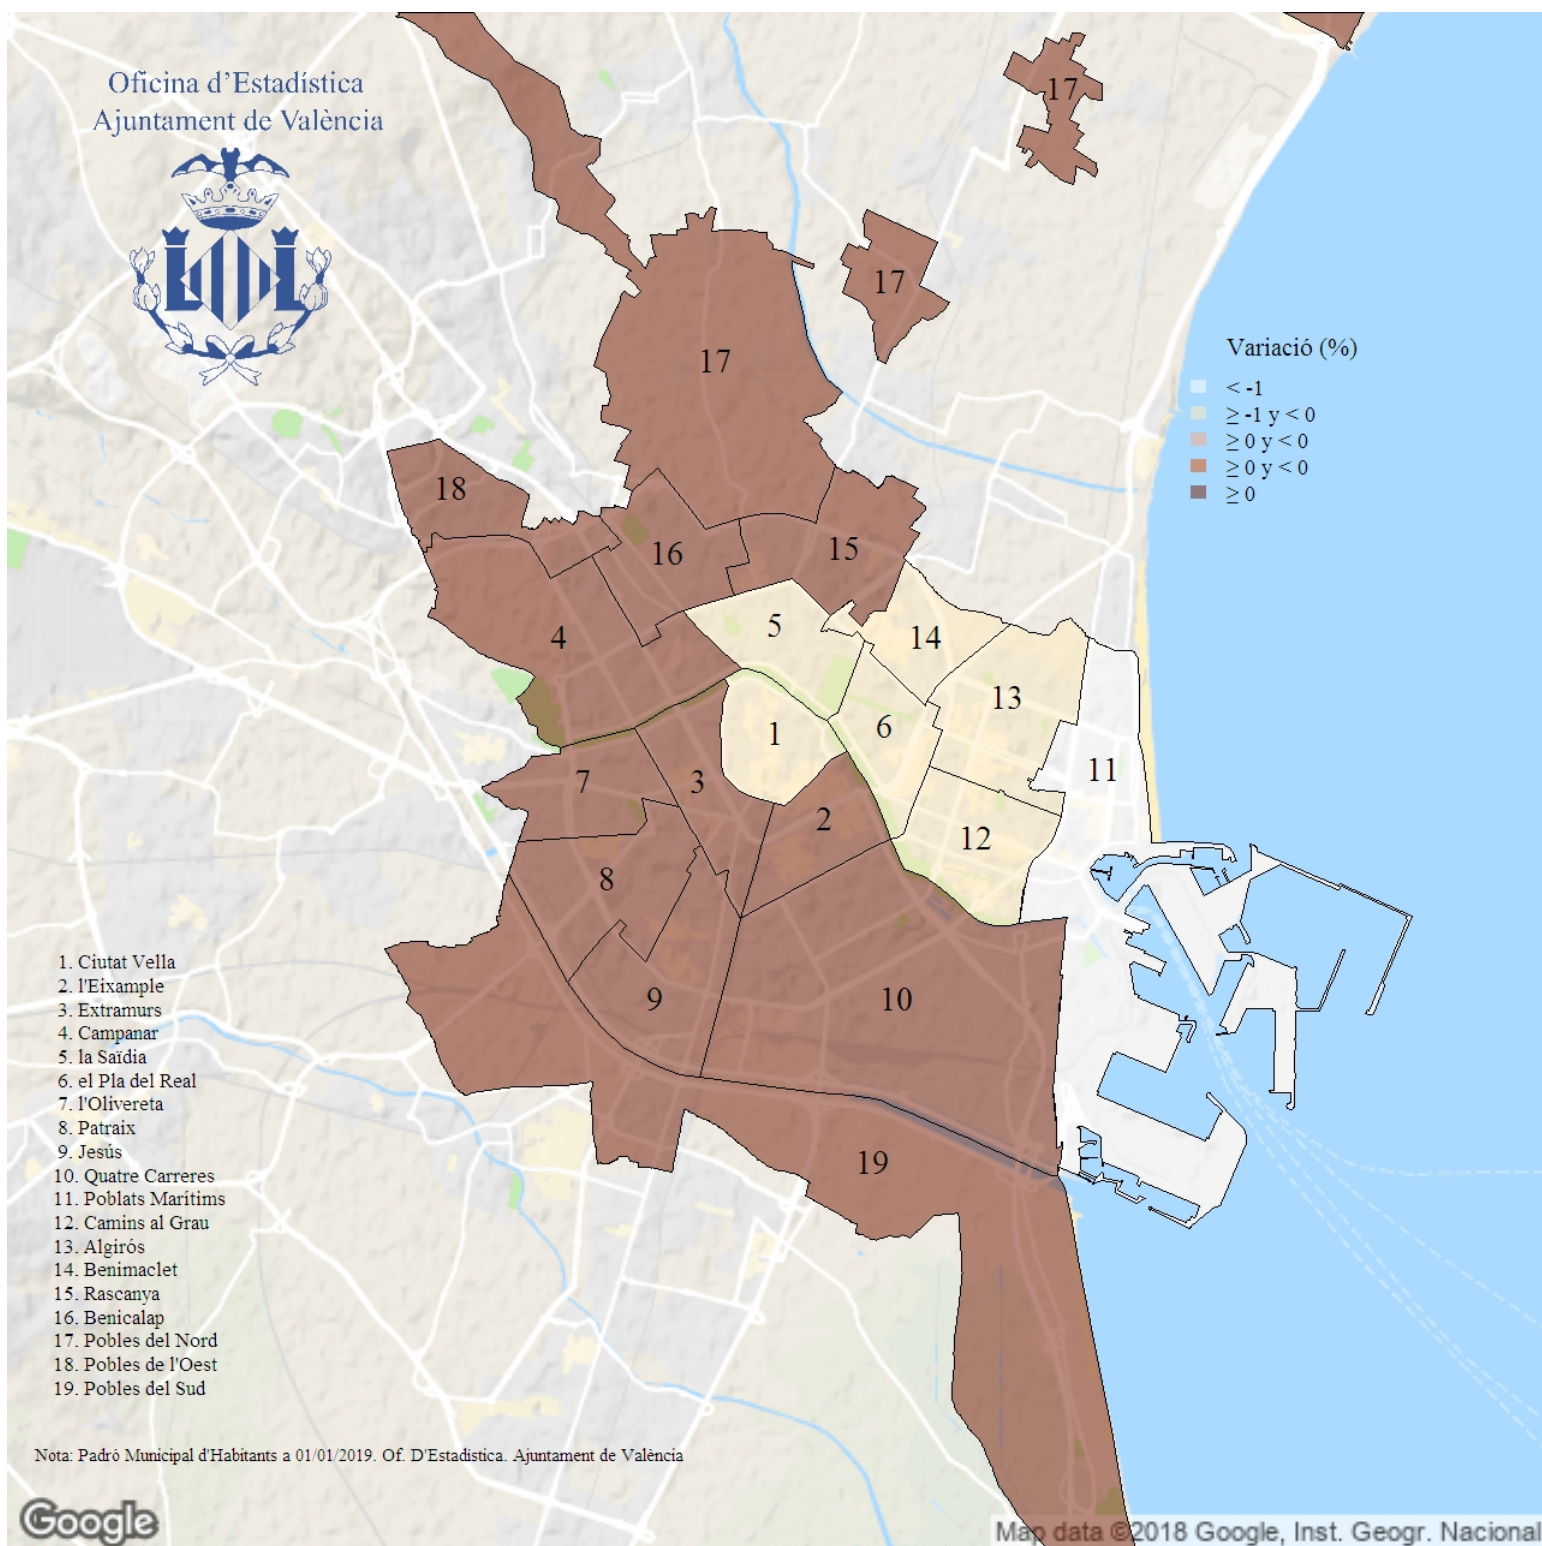 Oficina d'Estadística
Ajuntament de València
17
17
17
Variació (%)
< -1
≥ -1 y < 0
≥ 0 y < 0
≥ 0 y < 0
≥ 0
18
16
15
4
5
14
13
6
1
11
7
3
2
12
8
9
10
19
1. Ciutat Vella
2. l'Eixample
3. Extramurs
4. Campanar
5. la Saïdia
6. el Pla del Real
7. l'Olivereta
8. Patraix
9. Jesús
10. Quatre Carreres
11. Poblats Marítims
12. Camins al Grau
13. Algirós
14. Benimaclet
15. Rascanya
16. Benicalap
17. Pobles del Nord
18. Pobles de l'Oest
19. Pobles del Sud
Nota: Padró Municipal d'Habitants a 01/01/2019. Of. D'Estadística. Ajuntament de València
Google
Map data ©2018 Google, Inst. Geogr. Nacional